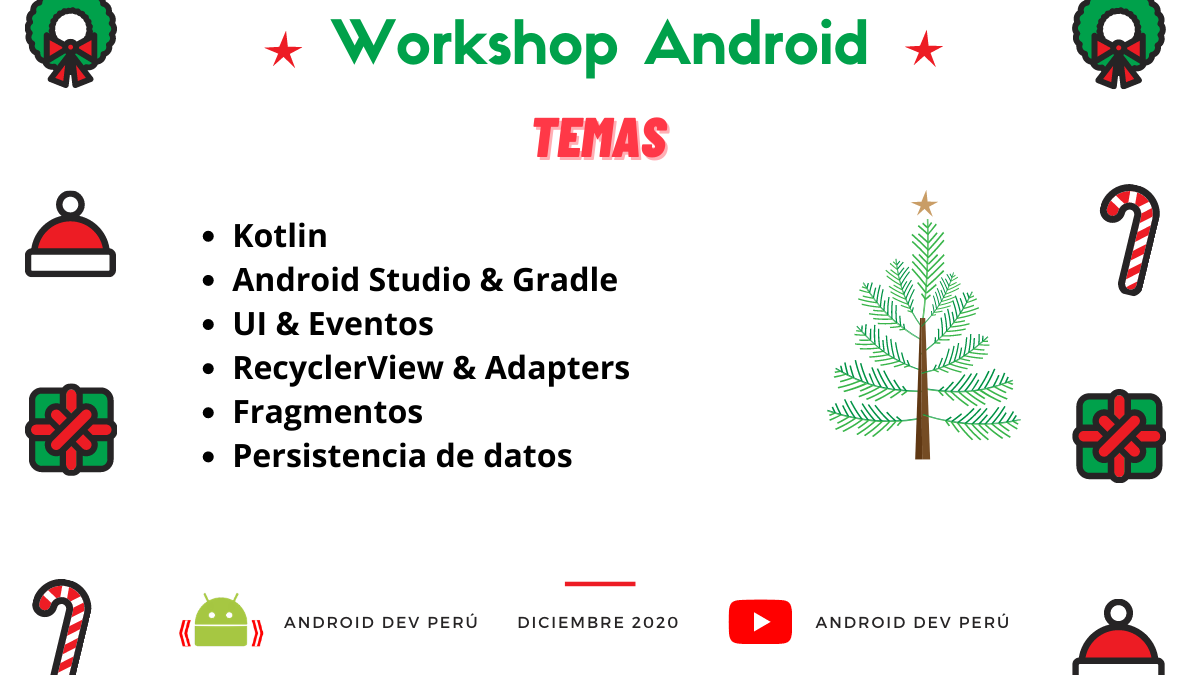 Workshop Android
TEMAS
Kotlin
Android Studio & Gradle
UI & Eventos
RecyclerView & Adapters
Fragmentos
Persistencia de datos
ANDROID DEV PERÚ DICIEMBRE 2020 ANDROID DEV PERÚ